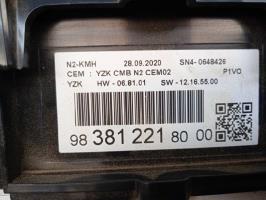 N2-KMH 28.09.2020 SN4-0648426
CEM : YZK CMB N2 CEM02 P1VO
YZK HW-06.81.01 SW-12.16.55.00
98 381 221 80 00